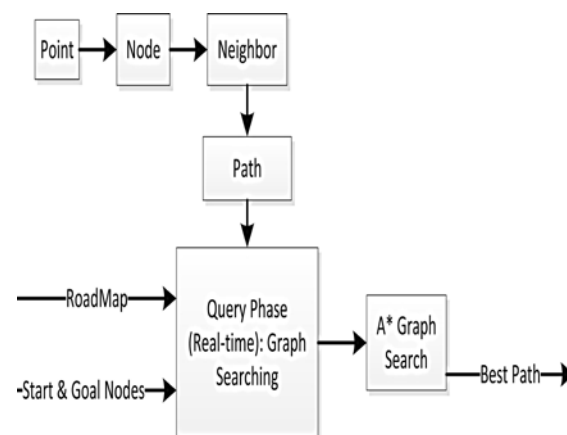 Point
Node
Neighbor
Path
RoadMap
Start & Goal Nodes
Query Phase
(Real-time): Graph
Searching
A* Graph
Search
Best Path